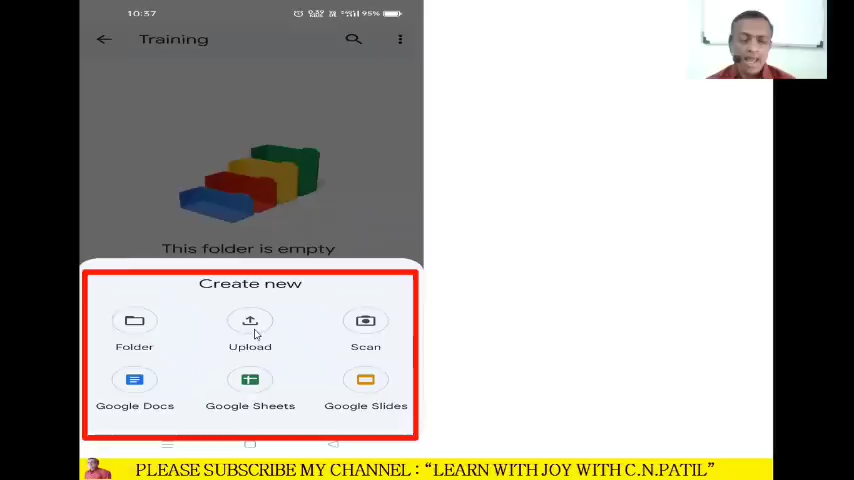 10:37
95%
Training
This folder is empty
Create new
Folder Upload Scan
Google Docs Google Sheets Google Slides
PLEASE SUBSCRIBE MY CHANNEL : “LEARN WITH JOY WITH C.N.PATIL”